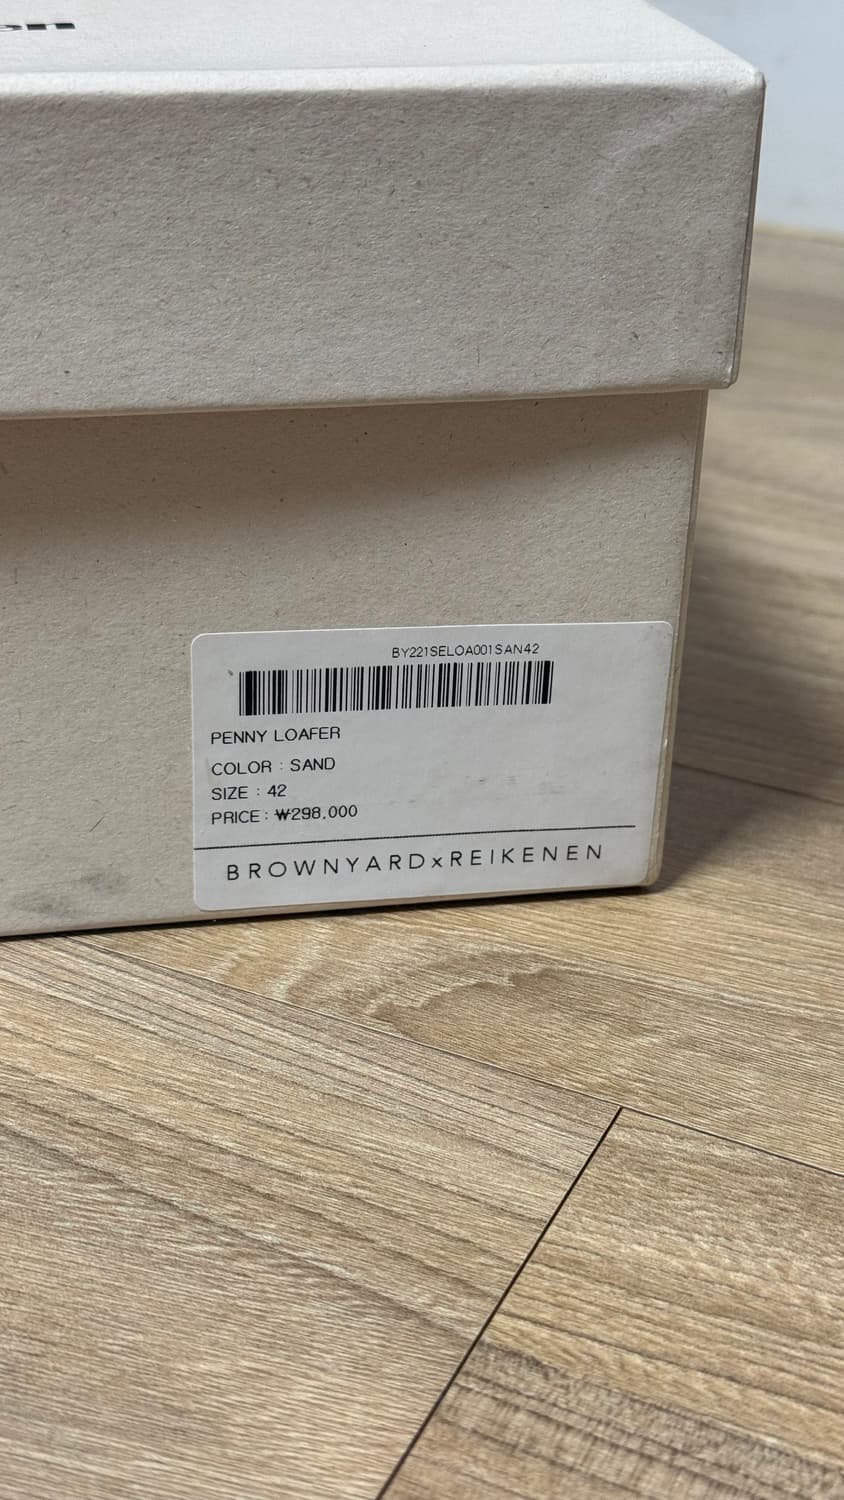 BY221SELOA001SAN42
PENNY LOAFER
COLOR : SAND
SIZE : 42
PRICE : ₩298,000
BROWNYARDxREIKENEN